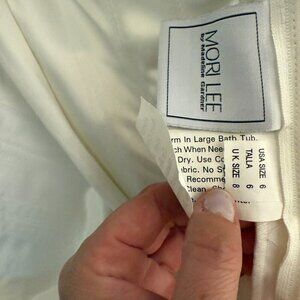 MORI LEE
by Madeline Gardner
rm In Large Bath Tub.
ch When Nee
Dry. Use Co
abric. No S
Recomme
Clean.
USA SIZE 6
TALLA 6
U.K. SIZE 8